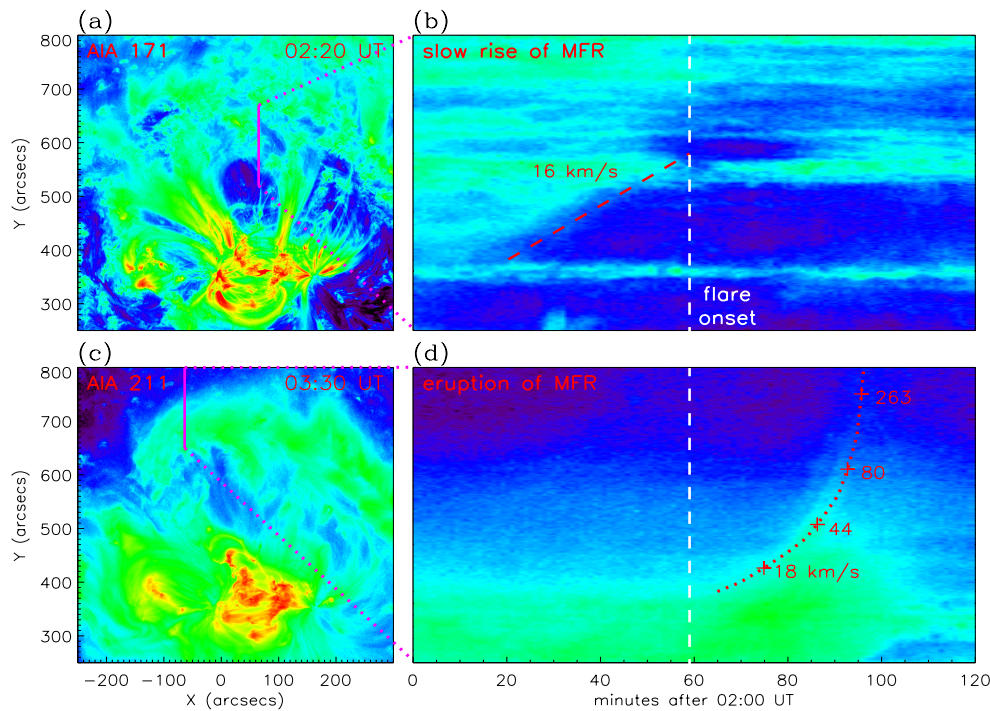 (a)
(b)
AIA 171 02:20 UT
slow rise of MFR
800
700
600
500
400
300
Y (arcsecs)
16 km/s
flare
onset
(c)
(d)
AIA 211 03:30 UT
eruption of MFR
800
700
600
500
400
300
Y (arcsecs)
263
80
44
18 km/s
-200 -100 0 100 200
X (arcsecs)
0 20 40 60 80 100 120
minutes after 02:00 UT